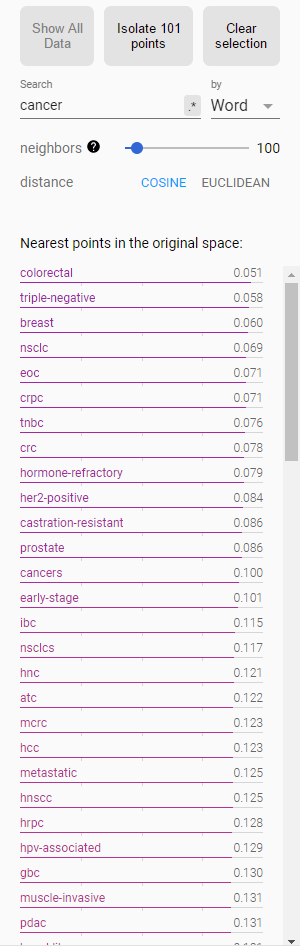 Show All Data
Isolate 101 points
Clear selection
Search
by
cancer
.*
Word
neighbors ?
100
distance
COSINE
EUCLIDEAN
Nearest points in the original space:
colorectal 0.051
triple-negative 0.058
breast 0.060
nsclc 0.069
eoc 0.071
crpc 0.071
tnbc 0.076
crc 0.078
hormone-refractory 0.079
her2-positive 0.084
castration-resistant 0.086
prostate 0.086
cancers 0.100
early-stage 0.101
ibc 0.115
nsclcs 0.117
hnc 0.121
atc 0.122
mcrc 0.123
hcc 0.123
metastatic 0.125
hnscc 0.125
hrpc 0.128
hpv-associated 0.129
gbc 0.130
muscle-invasive 0.131
pdac 0.131